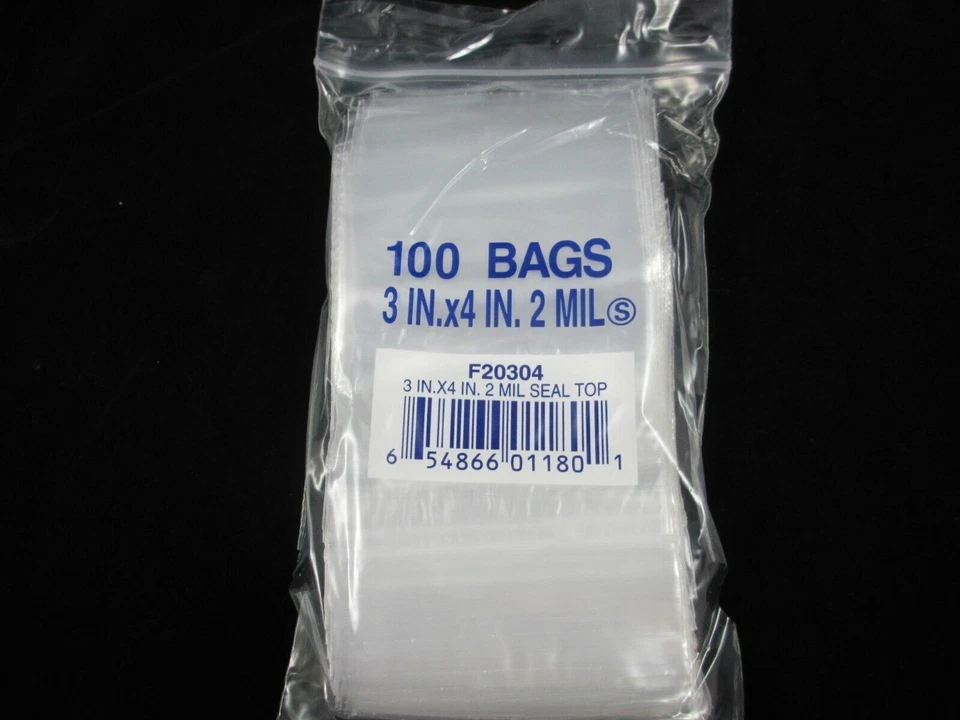 100 BAGS
3 IN.x4 IN. 2 MIL Ⓢ
F20304
3 IN.X4 IN. 2 MIL SEAL TOP
6 54866 01180 1